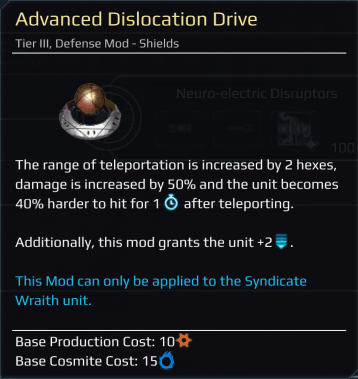 Advanced Dislocation Drive
Tier III, Defense Mod - Shields
Neuro-electric Disruptors
100
The range of teleportation is increased by 2 hexes,
damage is increased by 50% and the unit becomes
40% harder to hit for 1 after teleporting.
Additionally, this mod grants the unit +2 .
This Mod can only be applied to the Syndicate
Wraith unit.
Base Production Cost: 10
Base Cosmite Cost: 15